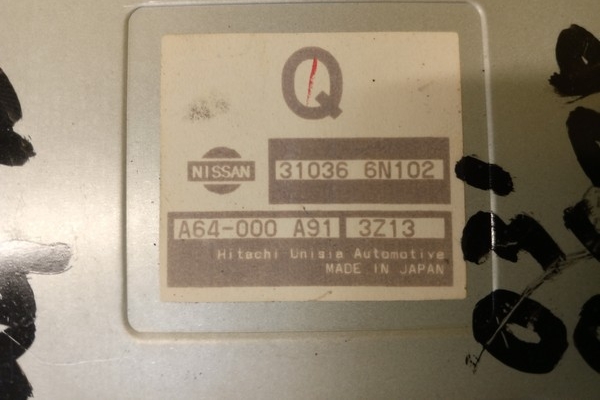 Q
NISSAN
31036 6N102
A64-000 A91 3Z13
Hitachi Unisia Automotive
MADE IN JAPAN